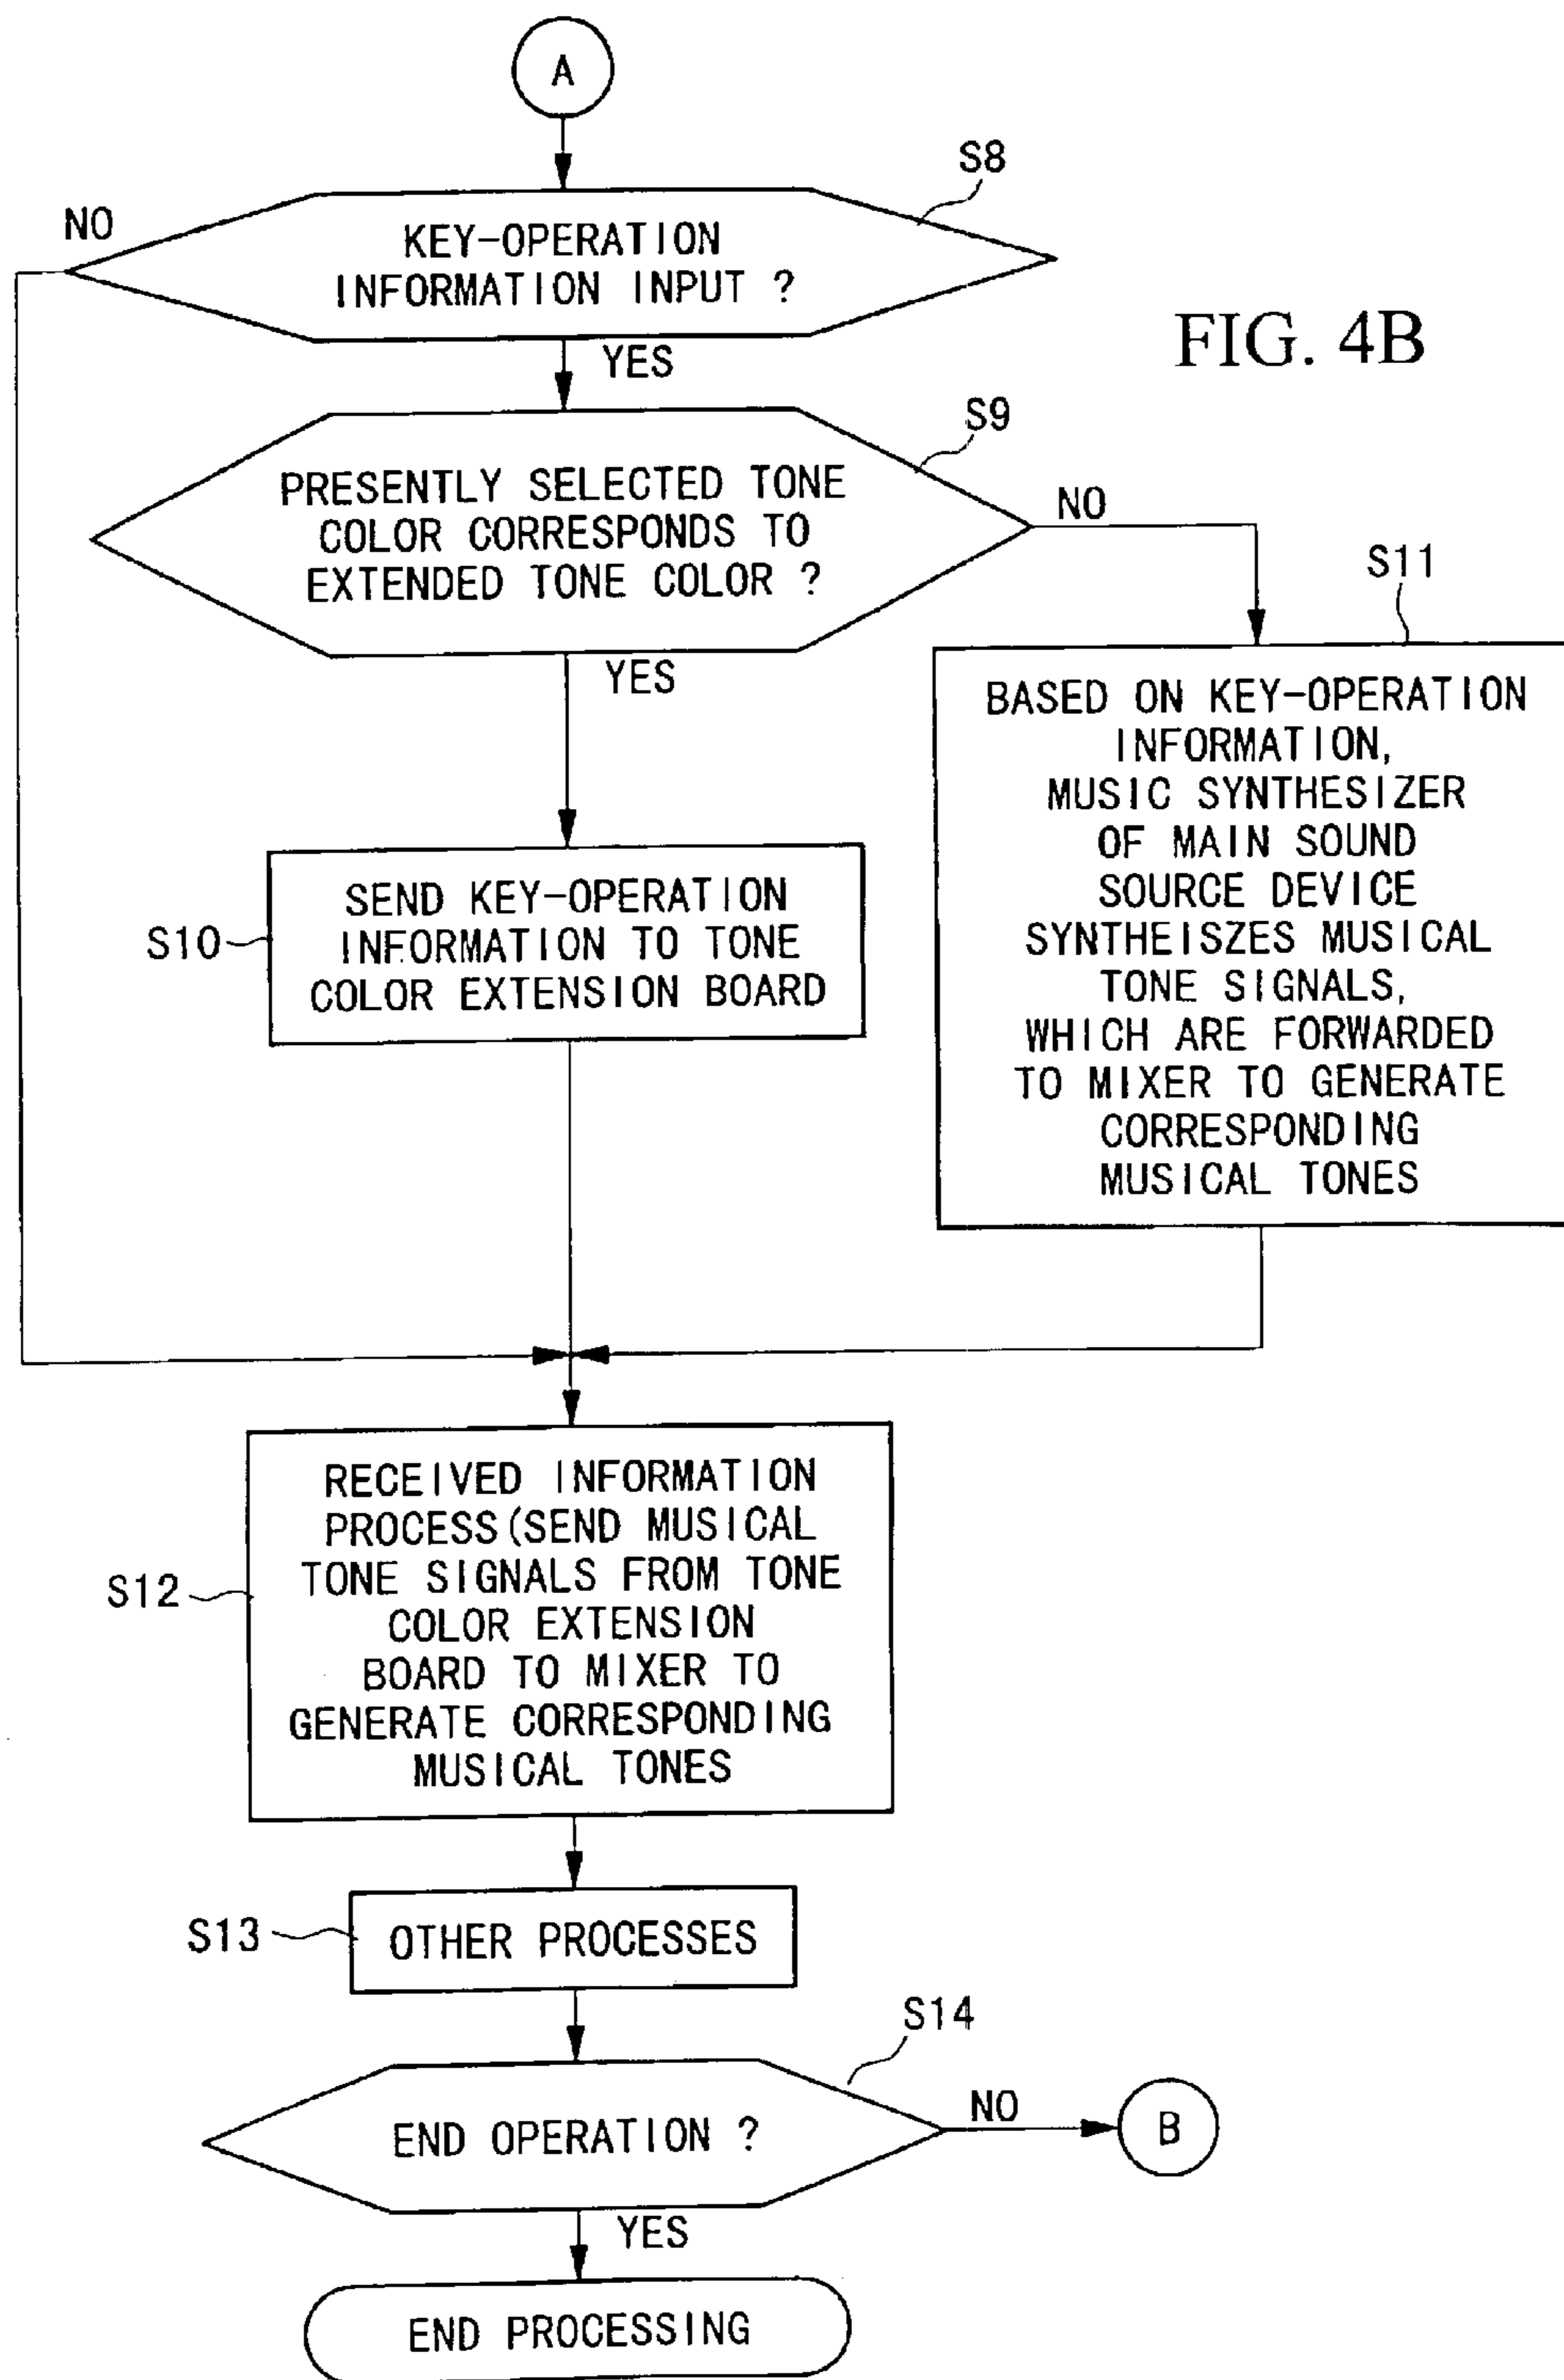 A
S8
NO
KEY-OPERATION
INFORMATION INPUT ?
FIG. 4B
YES
S9
PRESENTLY SELECTED TONE
COLOR CORRESPONDS TO
EXTENDED TONE COLOR ?
NO
S11
YES
BASED ON KEY-OPERATION
INFORMATION,
MUSIC SYNTHESIZER
OF MAIN SOUND
SOURCE DEVICE
SYNTHEISZES MUSICAL
TONE SIGNALS,
WHICH ARE FORWARDED
TO MIXER TO GENERATE
CORRESPONDING
MUSICAL TONES
S10
SEND KEY-OPERATION
INFORMATION TO TONE
COLOR EXTENSION BOARD
S12
RECEIVED INFORMATION
PROCESS(SEND MUSICAL
TONE SIGNALS FROM TONE
COLOR EXTENSION
BOARD TO MIXER TO
GENERATE CORRESPONDING
MUSICAL TONES
S13
OTHER PROCESSES
S14
END OPERATION ?
NO
B
YES
END PROCESSING